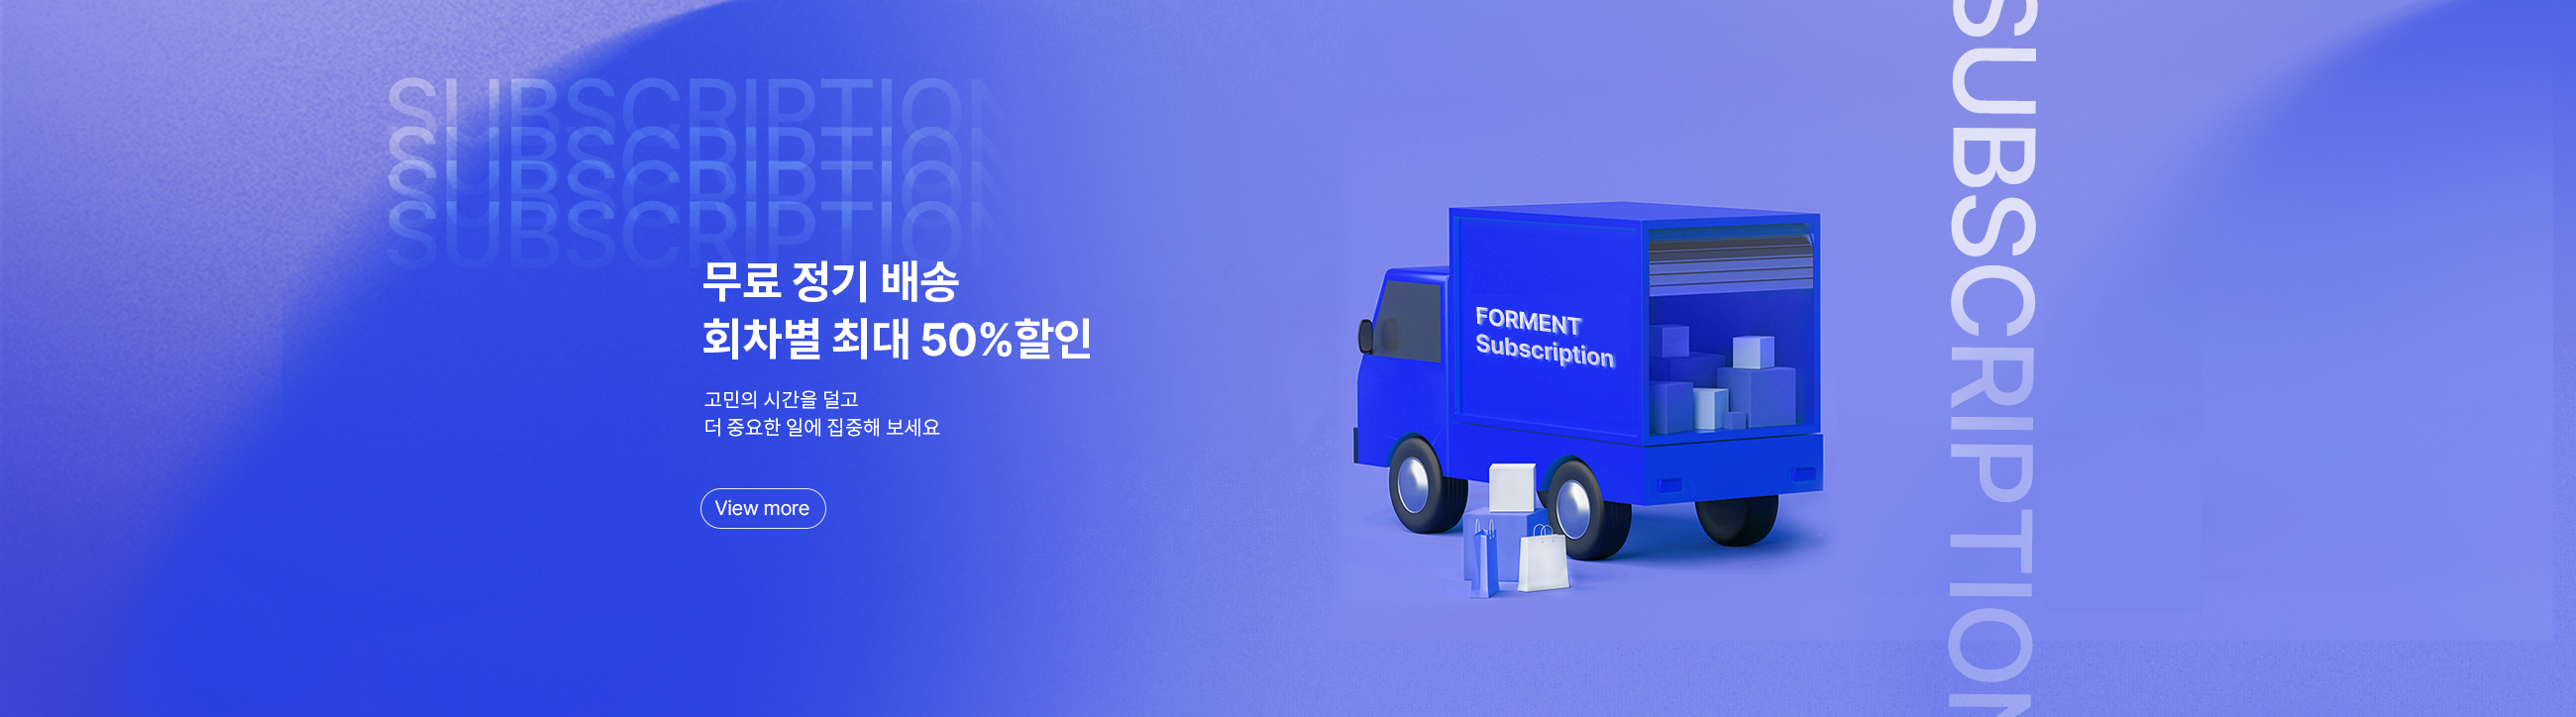 SUBSCRIPTION
SUBSCRIPTION
SUBSCRIPTION
SUBSCRIPTION
무료 정기 배송
회차별 최대 50%할인
고민의 시간을 덜고
더 중요한 일에 집중해 보세요
View more
FORMENT
Subscription
SUBSCRIPTION